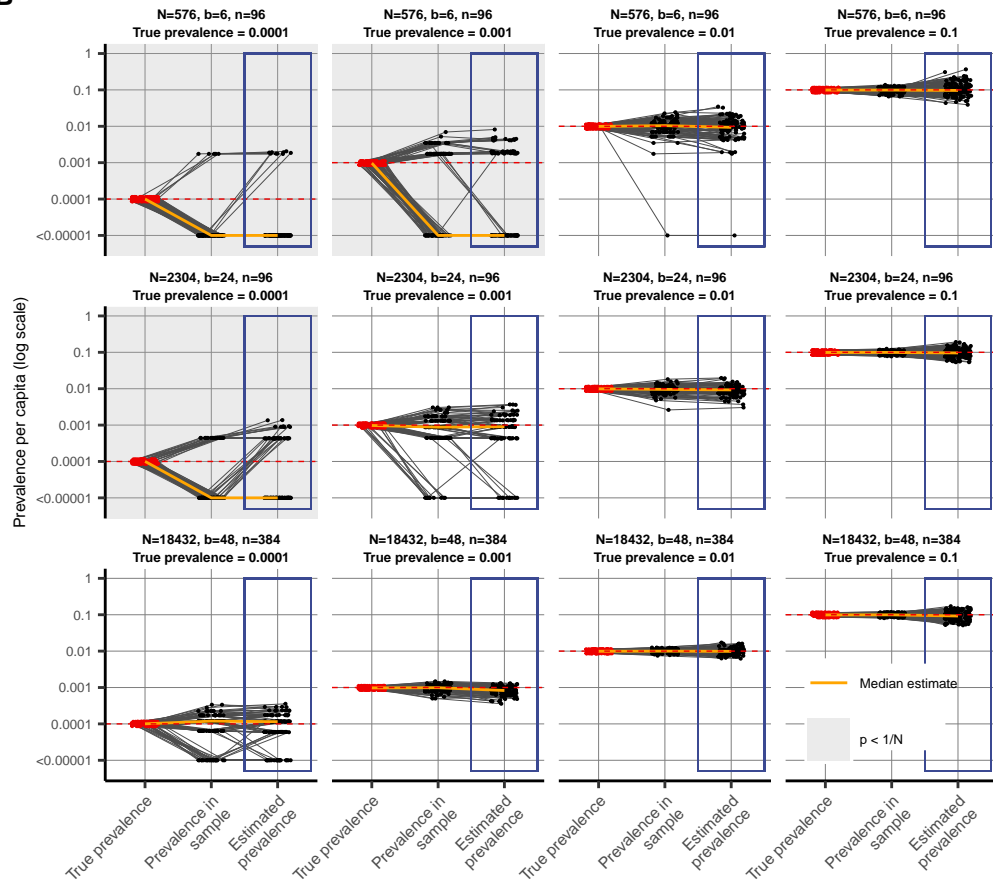 N=576, b=6, n=96
True prevalence = 0.0001
N=576, b=6, n=96
True prevalence = 0.001
N=576, b=6, n=96
True prevalence = 0.01
N=576, b=6, n=96
True prevalence = 0.1
1
0.1
0.01
0.001
0.0001
<0.00001
N=2304, b=24, n=96
True prevalence = 0.0001
N=2304, b=24, n=96
True prevalence = 0.001
N=2304, b=24, n=96
True prevalence = 0.01
N=2304, b=24, n=96
True prevalence = 0.1
Prevalence per capita (log scale)
1
0.1
0.01
0.001
0.0001
<0.00001
N=18432, b=48, n=384
True prevalence = 0.0001
N=18432, b=48, n=384
True prevalence = 0.001
N=18432, b=48, n=384
True prevalence = 0.01
N=18432, b=48, n=384
True prevalence = 0.1
1
0.1
0.01
0.001
0.0001
<0.00001
Median estimate
p < 1/N
True prevalence
Prevalence in
sample
Estimated
prevalence
True prevalence
Prevalence in
sample
Estimated
prevalence
True prevalence
Prevalence in
sample
Estimated
prevalence
True prevalence
Prevalence in
sample
Estimated
prevalence